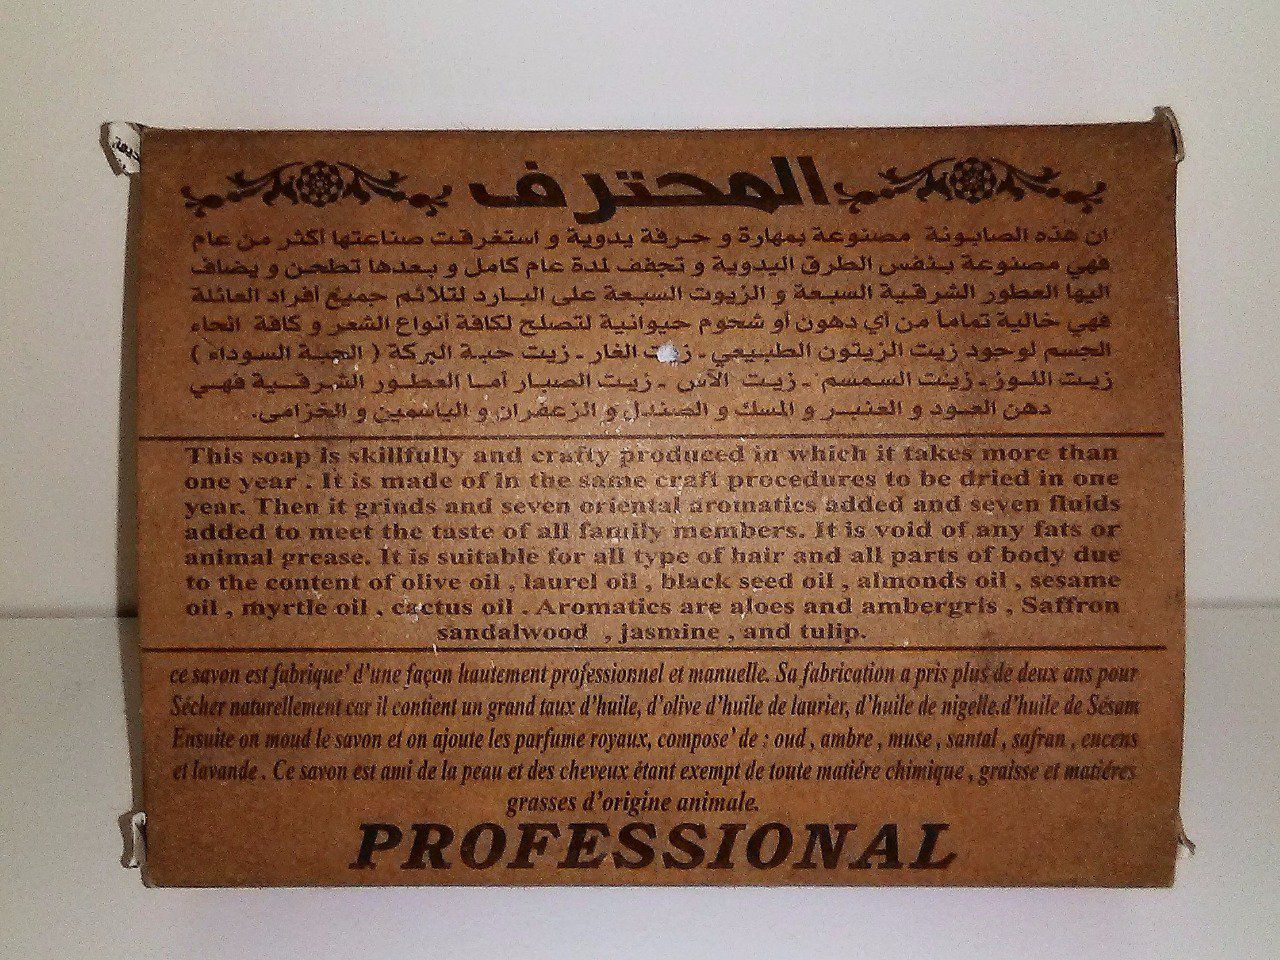 المحترف
ان هذه الصابونة مصنوعة بمهارة و حرفة يدوية و استغرقت صناعتها أكثر من عام
فهي مصنوعة بنفس الطرق اليدوية و تجفف لمدة عام كامل و بعدها تطحن و يضاف
اليها العطور الشرقية السبعة و الزيوت السبعة على البارد لتلائم جميع أفراد العائلة
فهي خالية تماماً من أي دهون أو شحوم حيوانية لتصلح لكافة أنواع الشعر و كافة انحاء
الجسم لوجود زيت الزيتون الطبيعي - زيت الغار - زيت حبة البركة ( الحبة السوداء )
زيت اللوز - زيت السمسم - زيت الآس - زيت الصبار أما العطور الشرقية فهي
دهن العود و العنبر و المسك و الصندل و الزعفران و الياسمين و الخزامى.
This soap is skillfully and crafty produced in which it takes more than
one year . It is made of in the same craft procedures to be dried in one
year. Then it grinds and seven oriental aromatics added and seven fluids
added to meet the taste of all family members. It is void of any fats or
animal grease. It is suitable for all type of hair and all parts of body due
to the content of olive oil , laurel oil , black seed oil , almonds oil , sesame
oil , myrtle oil , cactus oil . Aromatics are aloes and ambergris , Saffron
sandalwood , jasmine , and tulip.
ce savon est fabrique' d'une façon hautement professionnel et manuelle. Sa fabrication a pris plus de deux ans pour
Sécher naturellement car il contient un grand taux d'huile, d'olive d'huile de laurier, d'huile de nigelle.d'huile de Sésam
Ensuite on moud le savon et on ajoute les parfume royaux, compose' de : oud , ambre , muse , santal , safran , encens
et lavande . Ce savon est ami de la peau et des cheveux étant exempt de toute matiére chimique , graisse et matiéres
grasses d'origine animale.
PROFESSIONAL